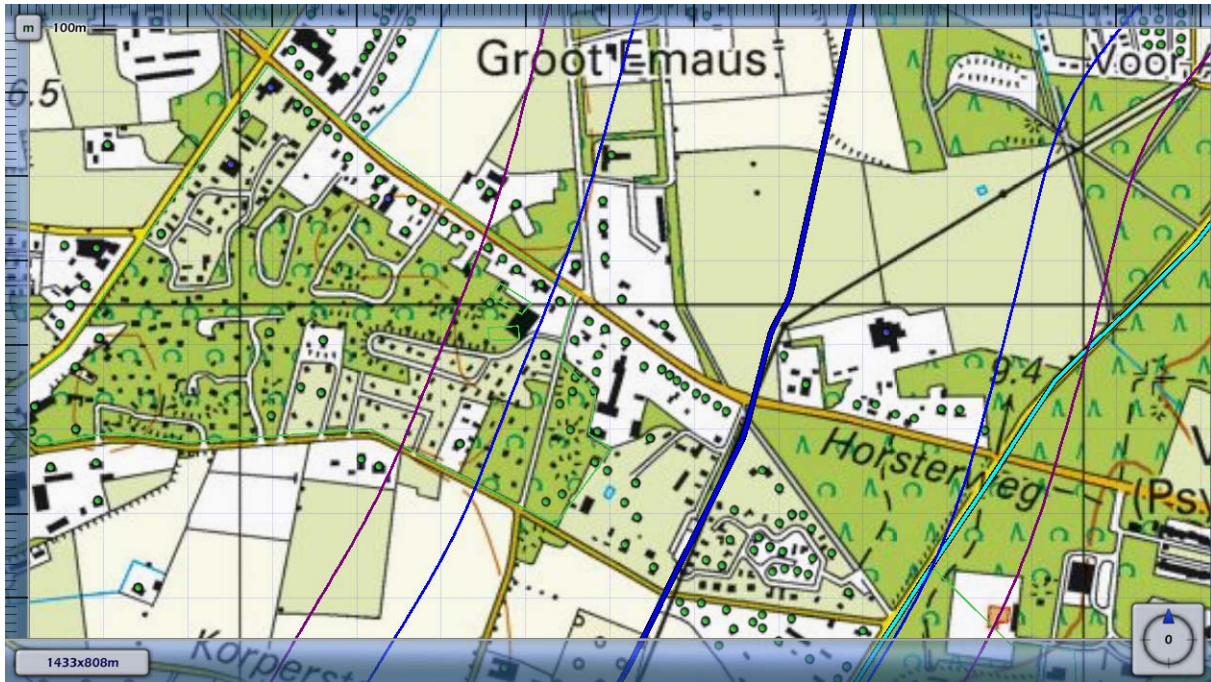 m
100m
Groot Emaus
Voor
6.5
9.4
Horsterweg
(Ps.
V
Korperst
1433x808m
0